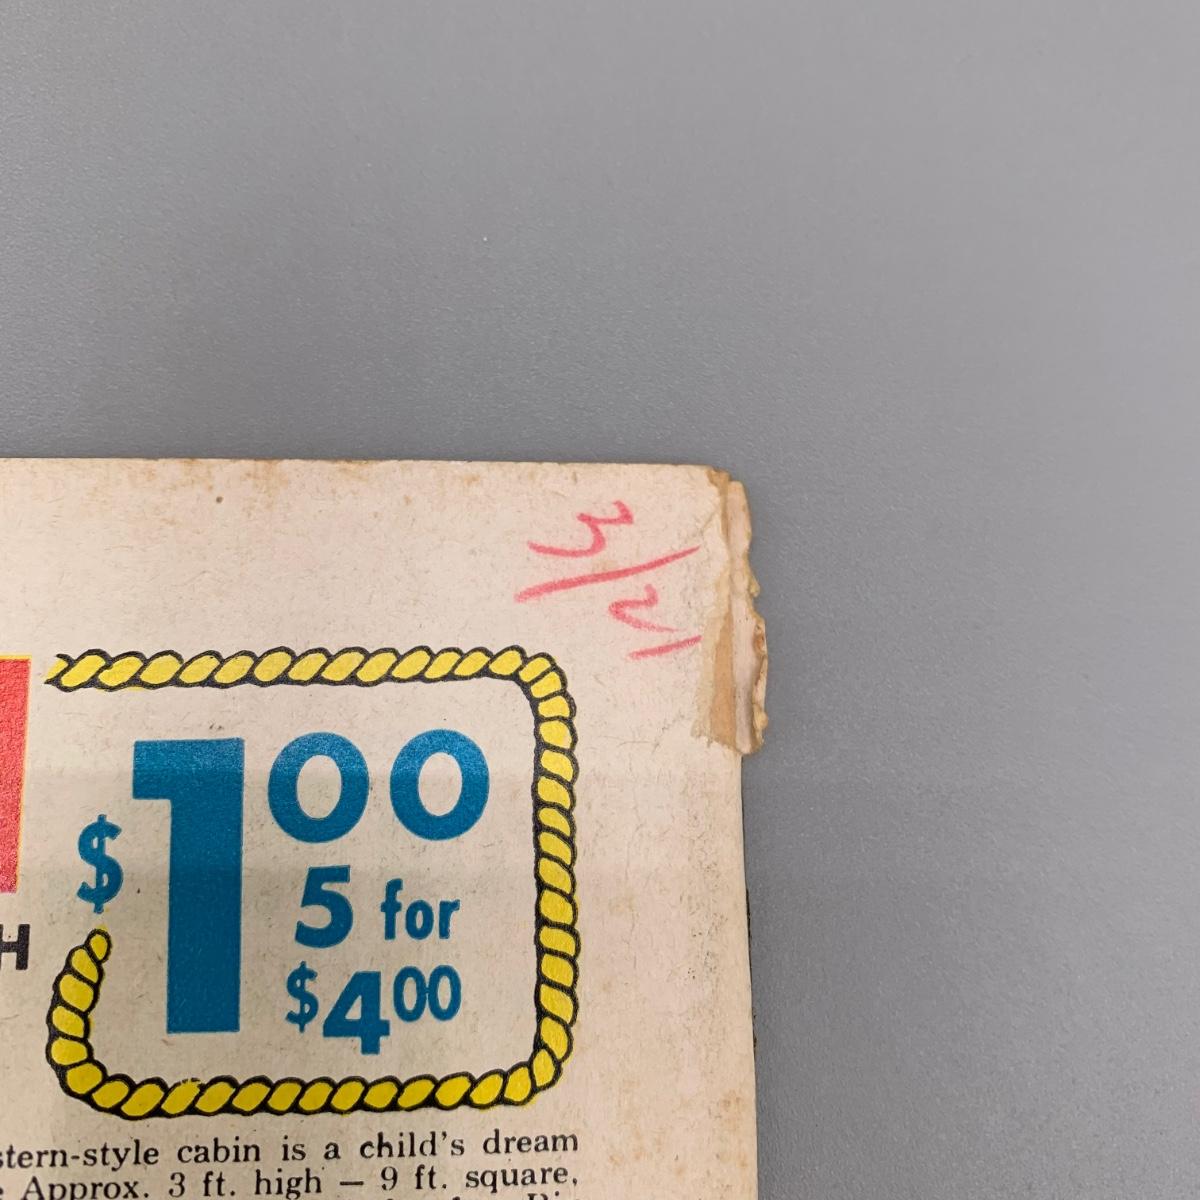 3/21
$1.00
5 for
$4.00
H
stern-style cabin is a child's dream
Approx. 3 ft. high — 9 ft. square,